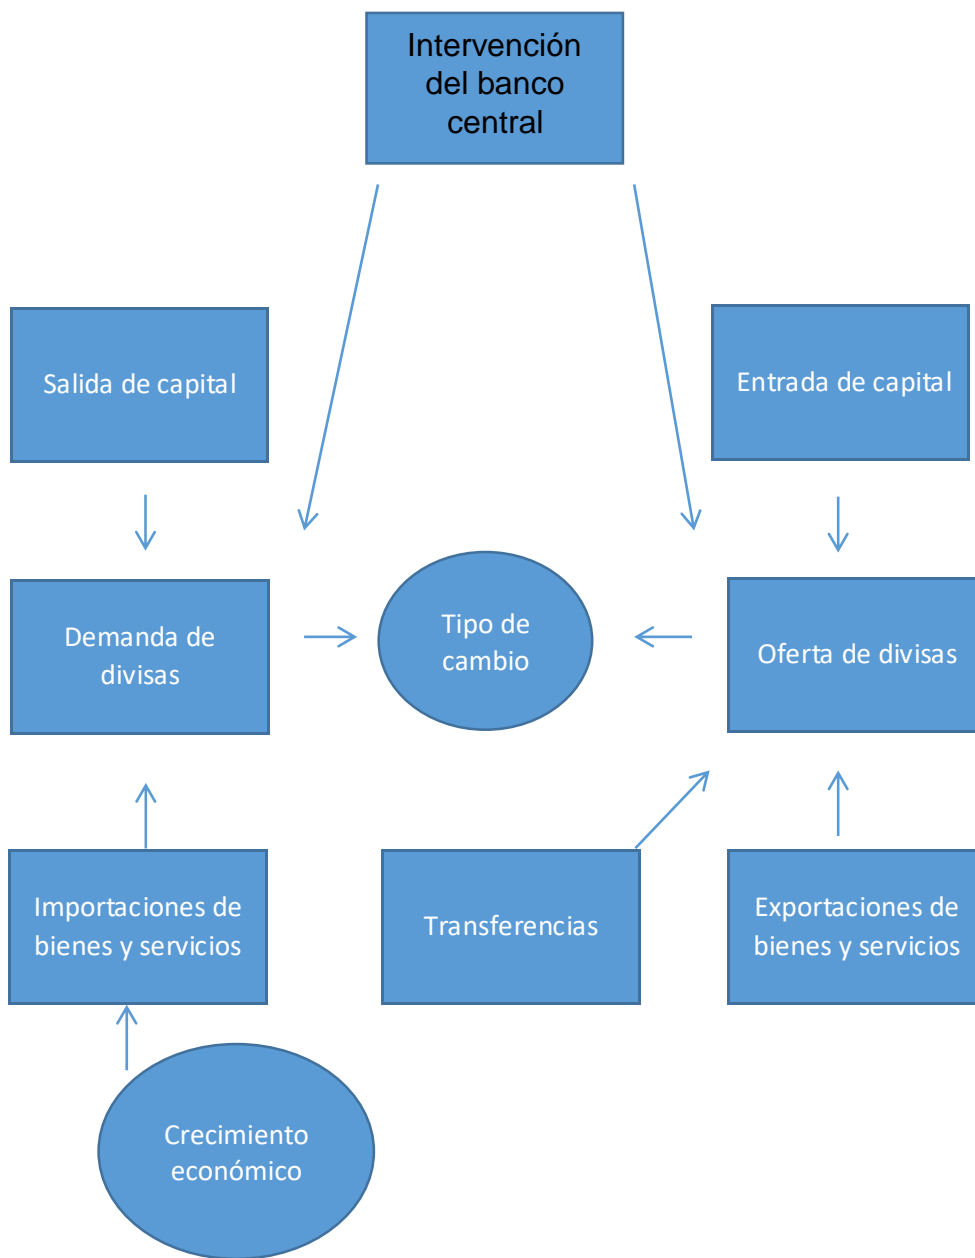 Intervención
del banco
central
Salida de capital
Entrada de capital
Demanda de
divisas
Tipo de
cambio
Oferta de divisas
Importaciones de
bienes y servicios
Transferencias
Exportaciones de
bienes y servicios
Crecimiento
económico